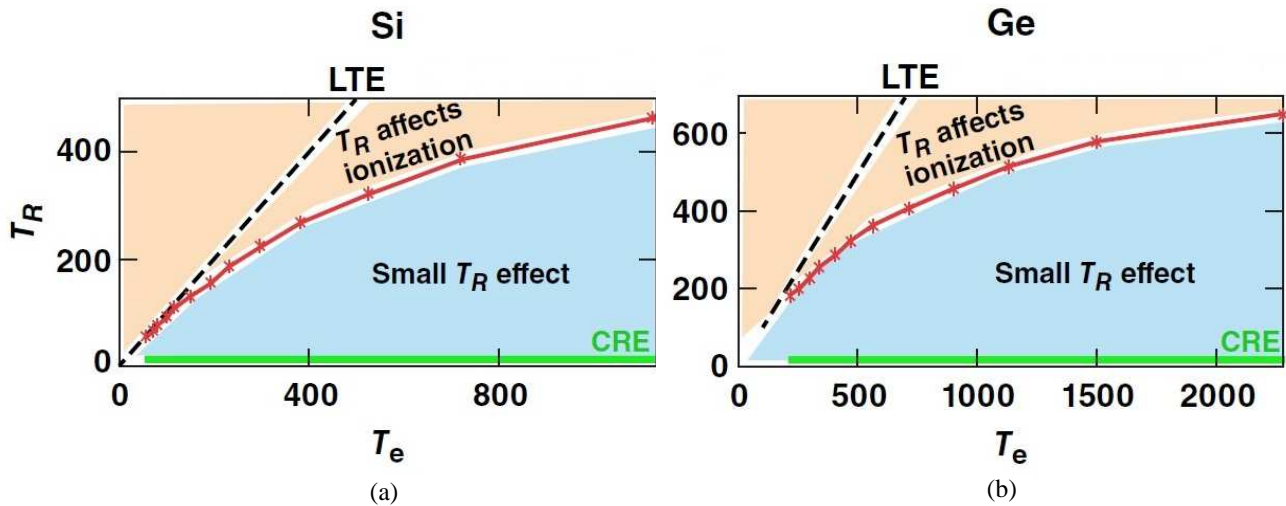 Si
LTE
T_R affects
ionization
400
200
0
T_R
Small T_R effect
CRE
0
400
800
T_e
(a)
Ge
LTE
T_R affects
ionization
600
400
200
0
Small T_R effect
CRE
0
500
1000
1500
2000
T_e
(b)